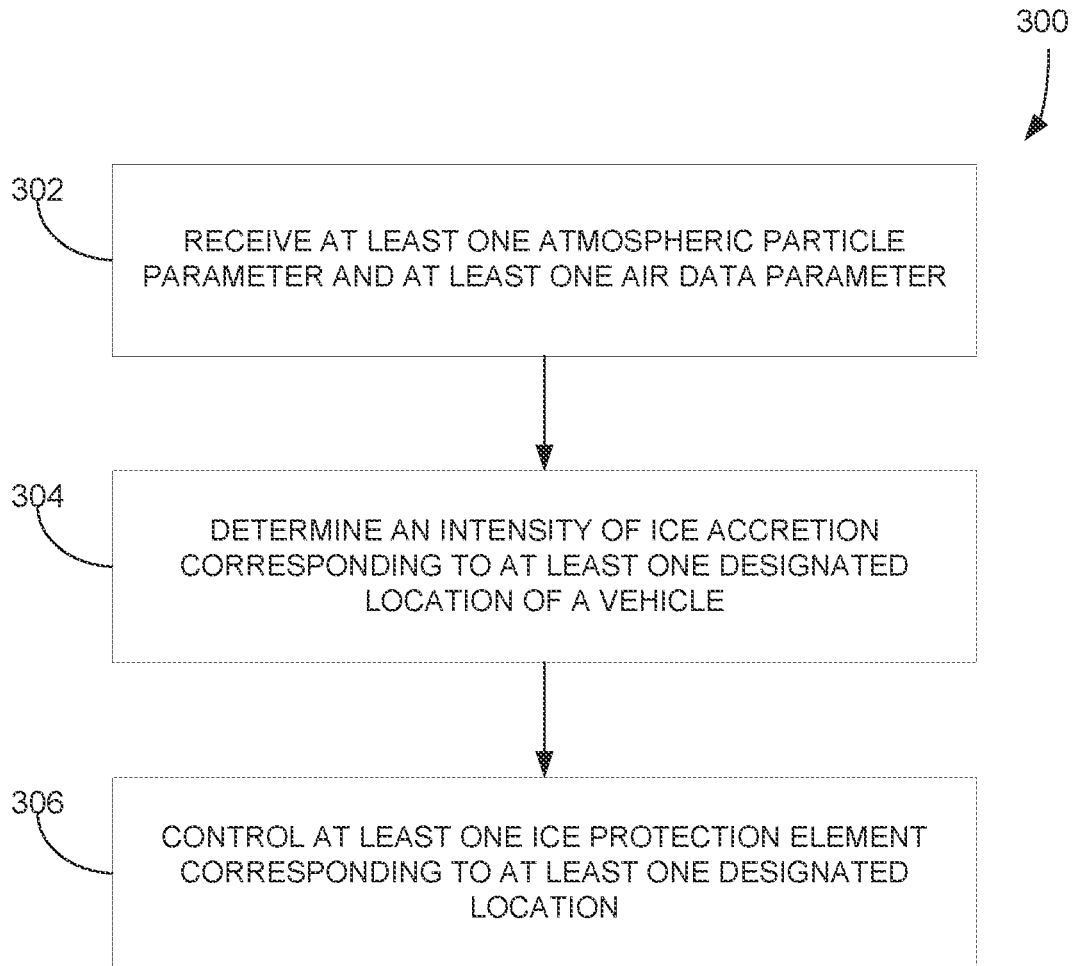 300
302
RECEIVE AT LEAST ONE ATMOSPHERIC PARTICLE
PARAMETER AND AT LEAST ONE AIR DATA PARAMETER
304
DETERMINE AN INTENSITY OF ICE ACCRETION
CORRESPONDING TO AT LEAST ONE DESIGNATED
LOCATION OF A VEHICLE
306
CONTROL AT LEAST ONE ICE PROTECTION ELEMENT
CORRESPONDING TO AT LEAST ONE DESIGNATED
LOCATION